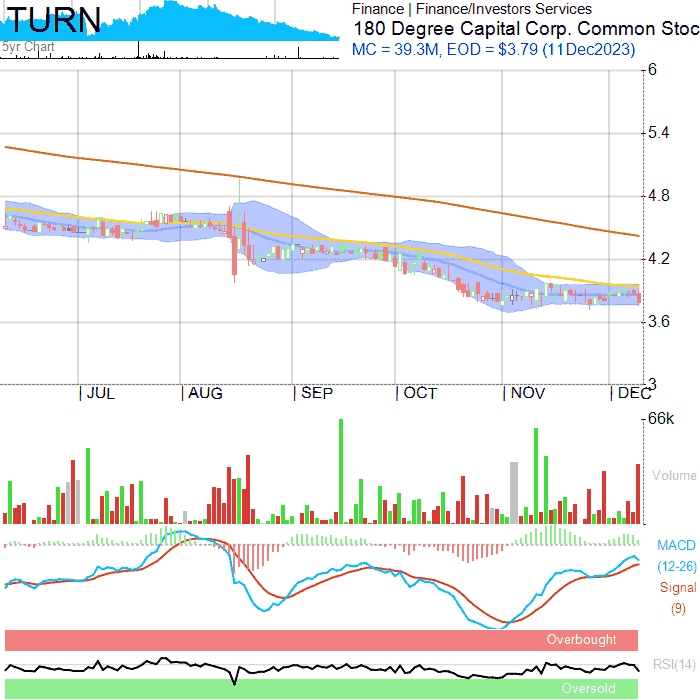 TURN
5yr Chart
Finance | Finance/Investors Services
180 Degree Capital Corp. Common Stoc
MC = 39.3M, EOD = $3.79 (11Dec2023)
6
5.4
4.8
4.2
3.6
3
JUL
AUG
SEP
OCT
NOV
DEC
66k
Volume
MACD
(12-26)
Signal
(9)
Overbought
RSI(14)
Oversold